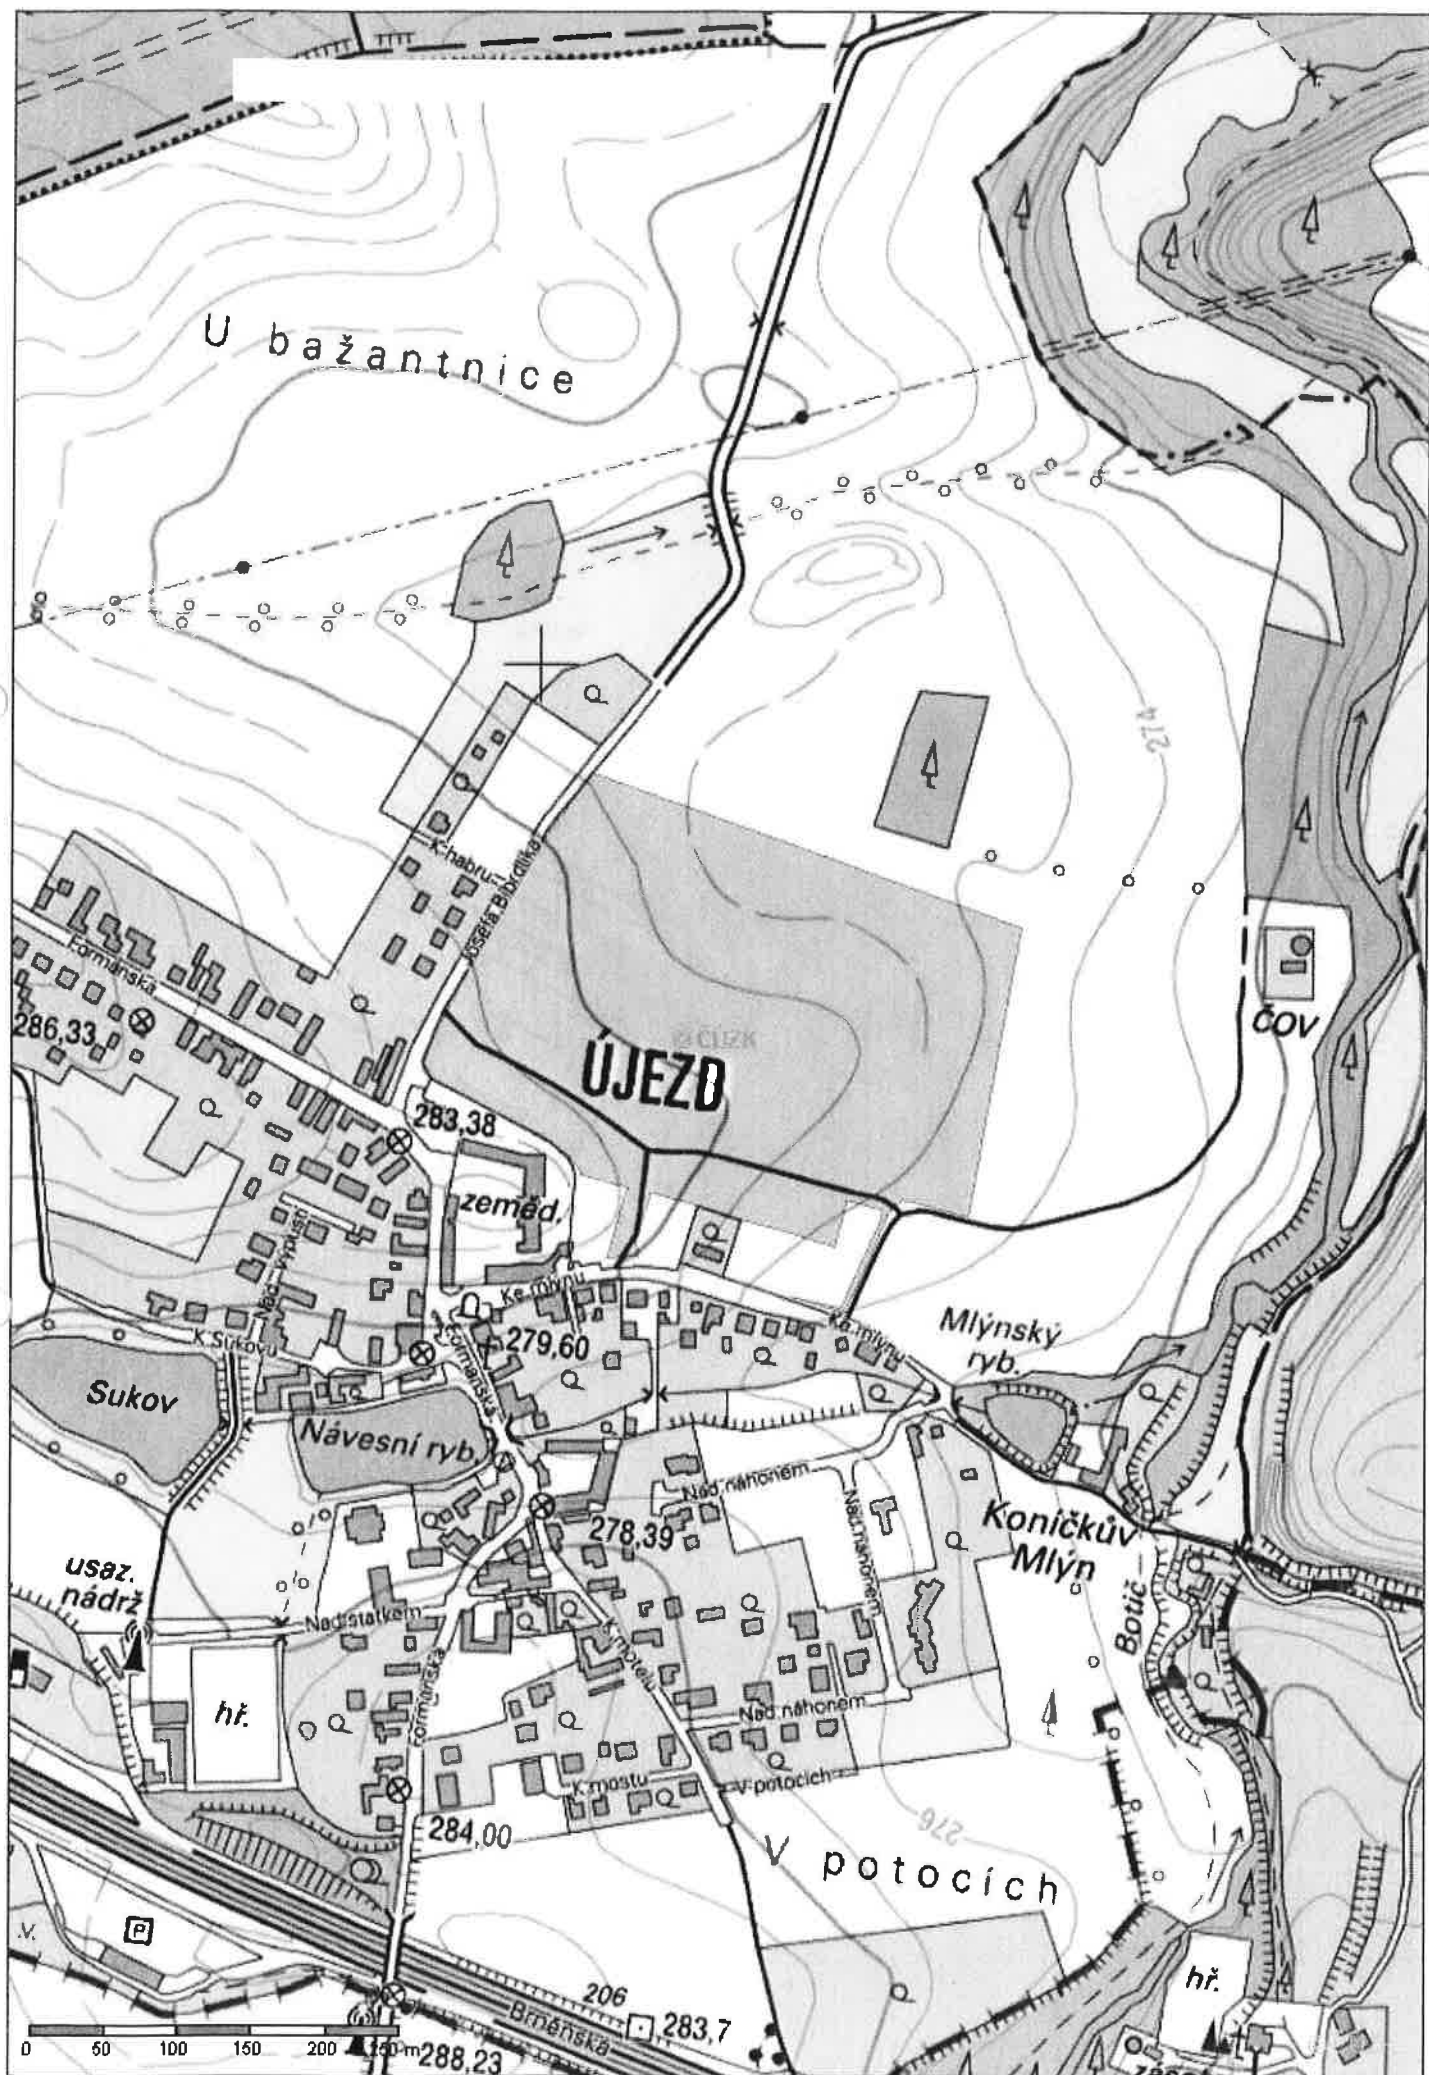 U bažantnice
2774
K habru
Josefa Bíbrdlíka
Formanská
286,33
© ČÚZK
ÚJEZD
ČOV
283,38
zeměd.
Nad Výpustí
Ke mlýnu
K Sukovu
Formanská
279,60
Ke mlýnu
Mlýnský
ryb.
Sukov
Návesní ryb.
Nad náhonem
278,39
Nad náhonem
Koníčkův
Mlýn
usaz.
nádrž
Nad statkem
Botič
K motelu
Formanská
hř.
Nad náhonem
K mostu
V potocích
284,00
276
V potocích
.V.
P
hř.
206
283,7
Brněnská
0 50 100 150 200 250 m
288,23